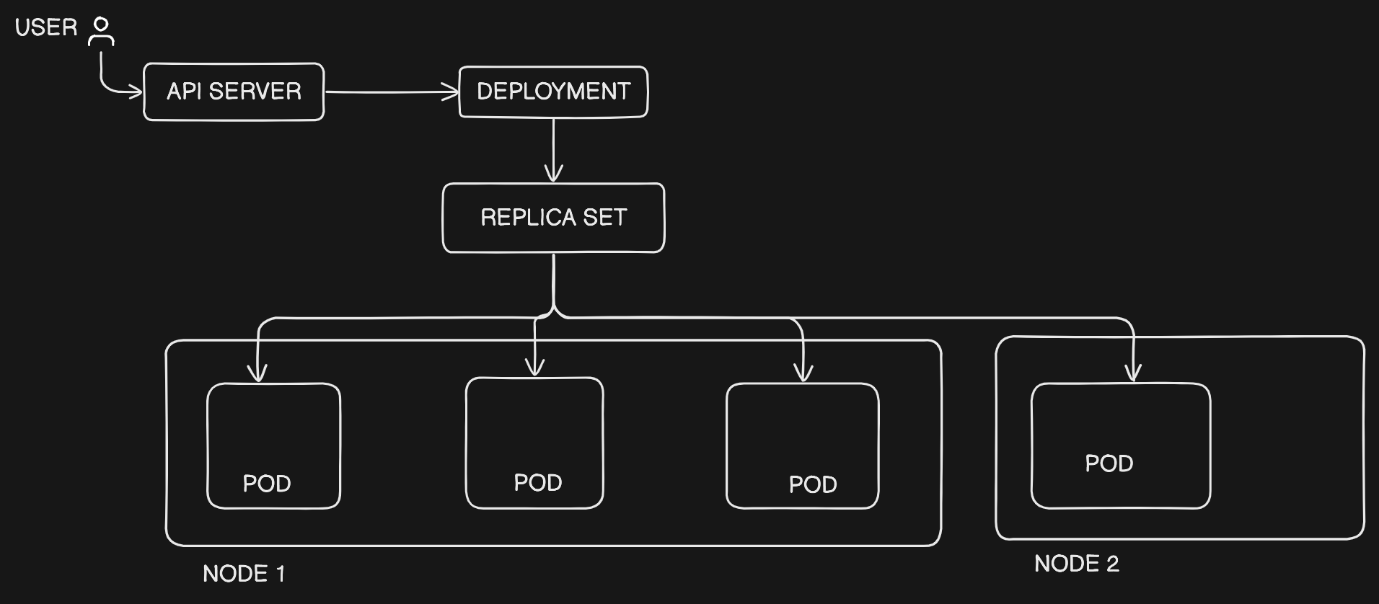 USER
API SERVER
DEPLOYMENT
REPLICA SET
POD
POD
POD
POD
NODE 1
NODE 2